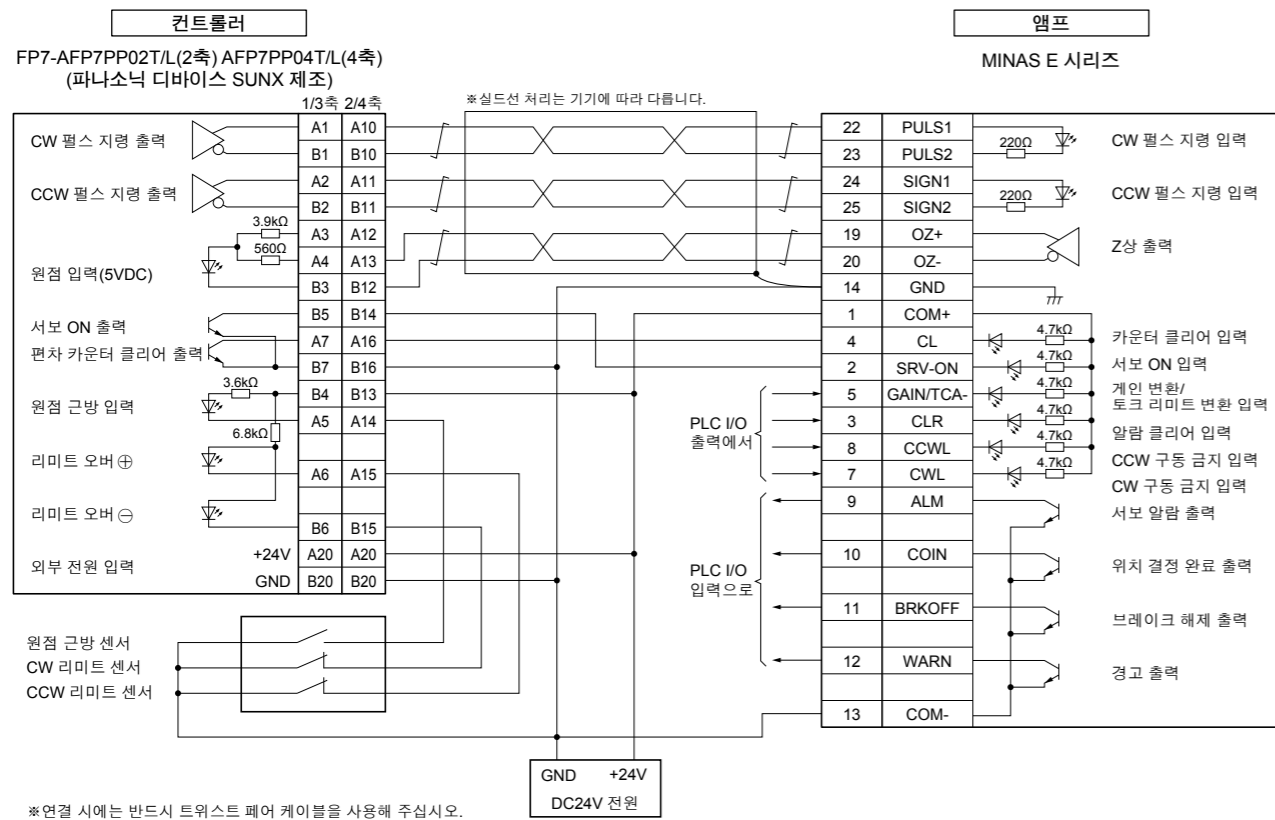 컨트롤러
앰프
FP7-AFP7PP02T/L(2축) AFP7PP04T/L(4축)
(파나소닉 디바이스 SUNX 제조)
MINAS E 시리즈
1/3축 2/4축
※실드선 처리는 기기에 따라 다릅니다.
CW 펄스 지령 출력
A1 A10
B1 B10
CCW 펄스 지령 출력
A2 A11
B2 B11
3.9kΩ
A3 A12
560Ω
A4 A13
원점 입력(5VDC)
B3 B12
서보 ON 출력
B5 B14
편차 카운터 클리어 출력
A7 A16
B7 B16
3.6kΩ
B4 B13
원점 근방 입력
A5 A14
6.8kΩ
리미트 오버 ⊕
A6 A15
리미트 오버 ⊖
B6 B15
외부 전원 입력
+24V A20 A20
GND B20 B20
22 PULS1
220Ω
CW 펄스 지령 입력
23 PULS2
24 SIGN1
220Ω
CCW 펄스 지령 입력
25 SIGN2
19 OZ+
Z상 출력
20 OZ-
14 GND
1 COM+
4 CL
4.7kΩ
카운터 클리어 입력
2 SRV-ON
4.7kΩ
서보 ON 입력
5 GAIN/TCA-
4.7kΩ
게인 변환/
토크 리미트 변환 입력
3 CLR
4.7kΩ
알람 클리어 입력
8 CCWL
4.7kΩ
CCW 구동 금지 입력
7 CWL
4.7kΩ
CW 구동 금지 입력
PLC I/O
출력에서
9 ALM
서보 알람 출력
10 COIN
위치 결정 완료 출력
PLC I/O
입력으로
11 BRKOFF
브레이크 해제 출력
12 WARN
경고 출력
13 COM-
원점 근방 센서
CW 리미트 센서
CCW 리미트 센서
GND +24V
DC24V 전원
※연결 시에는 반드시 트위스트 페어 케이블을 사용해 주십시오.